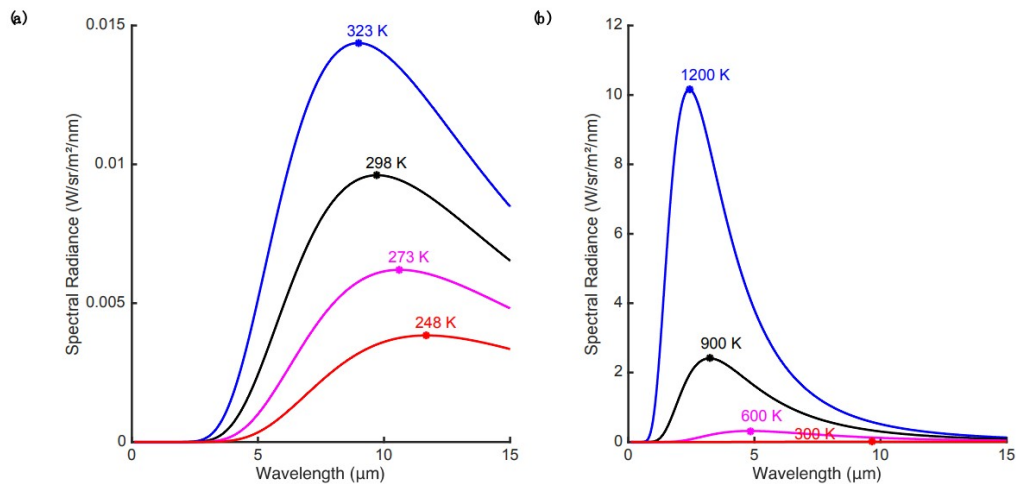 (a)
0.015
0.01
0.005
0
0
5
10
15
Spectral Radiance (W/sr/m²/nm)
Wavelength (μm)
323 K
298 K
273 K
248 K
(b)
12
10
8
6
4
2
0
0
5
10
15
Spectral Radiance (W/sr/m²/nm)
Wavelength (μm)
1200 K
900 K
600 K
300 K